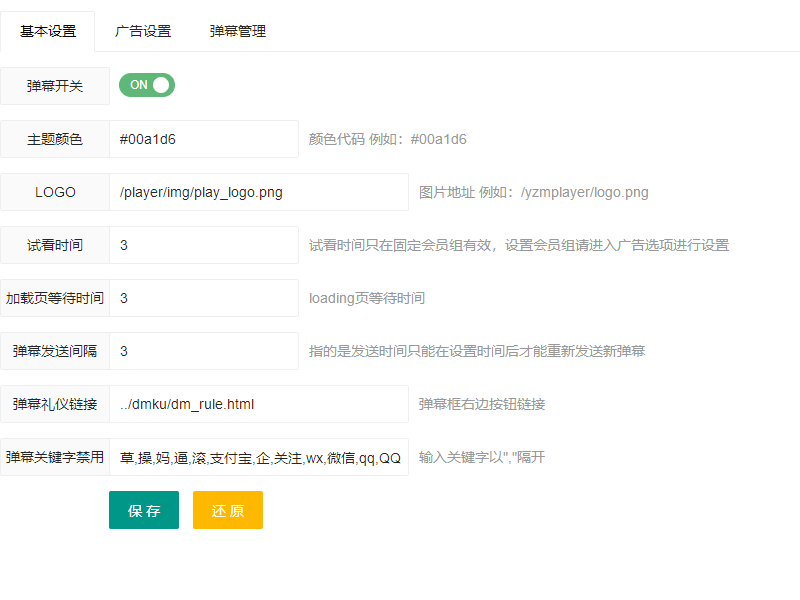 基本设置 广告设置 弹幕管理
弹幕开关 ON
主题颜色 #00a1d6 颜色代码 例如：#00a1d6
LOGO /player/img/play_logo.png 图片地址 例如：/yzmplayer/logo.png
试看时间 3 试看时间只在固定会员组有效，设置会员组请进入广告选项进行设置
加载页等待时间 3 loading页等待时间
弹幕发送间隔 3 指的是发送时间只能在设置时间后才能重新发送新弹幕
弹幕礼仪链接 ../dmku/dm_rule.html 弹幕框右边按钮链接
弹幕关键字禁用 草,操,妈,逼,滚,支付宝,企,关注,wx,微信,qq,QQ 输入关键字以","隔开
保存 还原